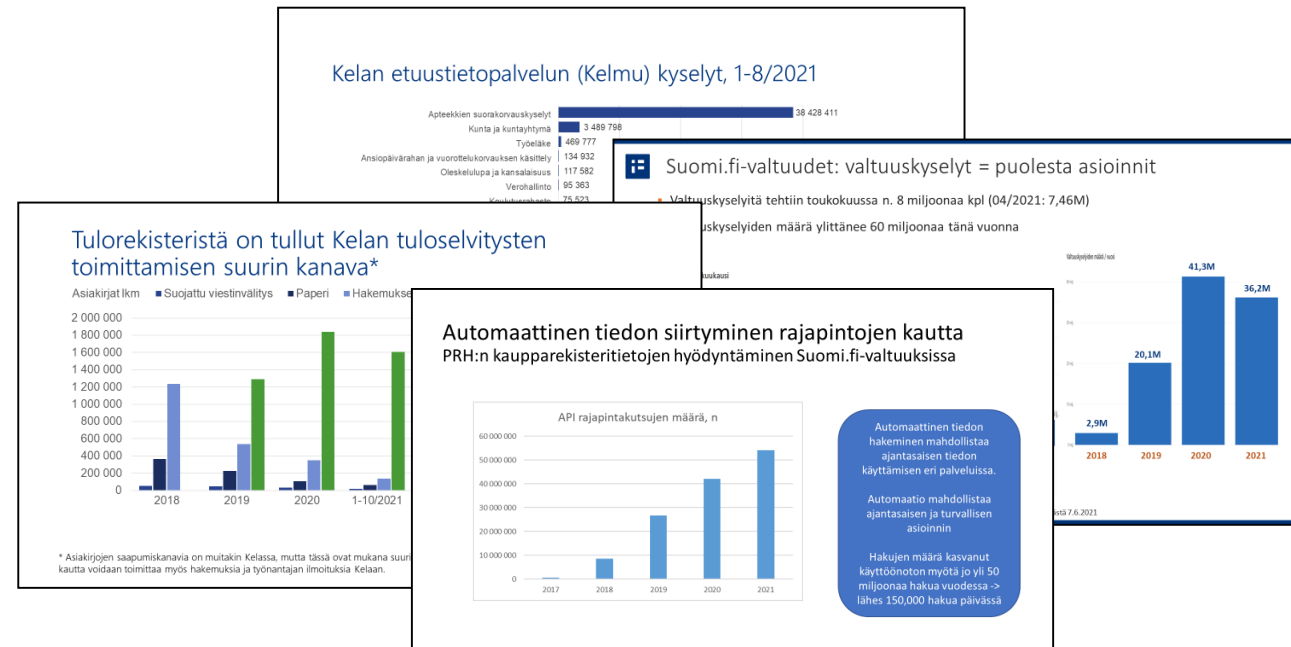 Kelan etuustietopalvelun (Kelmu) kyselyt, 1-8/2021
Apteekkien suorakorvauskyselyt 38 428 411
Kunta ja kuntayhtymä 3 489 798
Työeläke 469 777
Ansiopäivärahan ja vuorottelukorvauksen käsittely 134 932
Oleskelulupa ja kansalaisuus 117 582
Verohallinto 95 363
Koulutusrahasto 75 523
Suomi.fi-valtuudet: valtuuskyselyt = puolesta asioinnit
Valtuuskyselyitä tehtiin toukokuussa n. 8 miljoonaa kpl (04/2021: 7,46M)
uskyselyiden määrä ylittänee 60 miljoonaa tänä vuonna
kuukausi
Valtuuskyselyiden määrä / vuosi
2,9M
20,1M
41,3M
36,2M
2018 2019 2020 2021
stä 7.6.2021
Tulorekisteristä on tullut Kelan tuloselvitysten
toimittamisen suurin kanava*
Asiakirjat lkm Suojattu viestinvälitys Paperi Hakemukse
2 000 000
1 800 000
1 600 000
1 400 000
1 200 000
1 000 000
800 000
600 000
400 000
200 000
0
2018 2019 2020 1-10/2021
* Asiakirjojen saapumiskanavia on muitakin Kelassa, mutta tässä ovat mukana suuri
kautta voidaan toimittaa myös hakemuksia ja työnantajan ilmoituksia Kelaan.
Automaattinen tiedon siirtyminen rajapintojen kautta
PRH:n kaupparekisteritietojen hyödyntäminen Suomi.fi-valtuuksissa
API rajapintakutsujen määrä, n
60 000 000
50 000 000
40 000 000
30 000 000
20 000 000
10 000 000
0
2017 2018 2019 2020 2021
Automaattinen tiedon
hakeminen mahdollistaa
ajantasaisen tiedon
käyttämisen eri palveluissa.
Automaatio mahdollistaa
ajantasaisen ja turvallisen
asioinnin
Hakujen määrä kasvanut
käyttöönoton myötä jo yli 50
miljoonaa hakua vuodessa ->
lähes 150,000 hakua päivässä